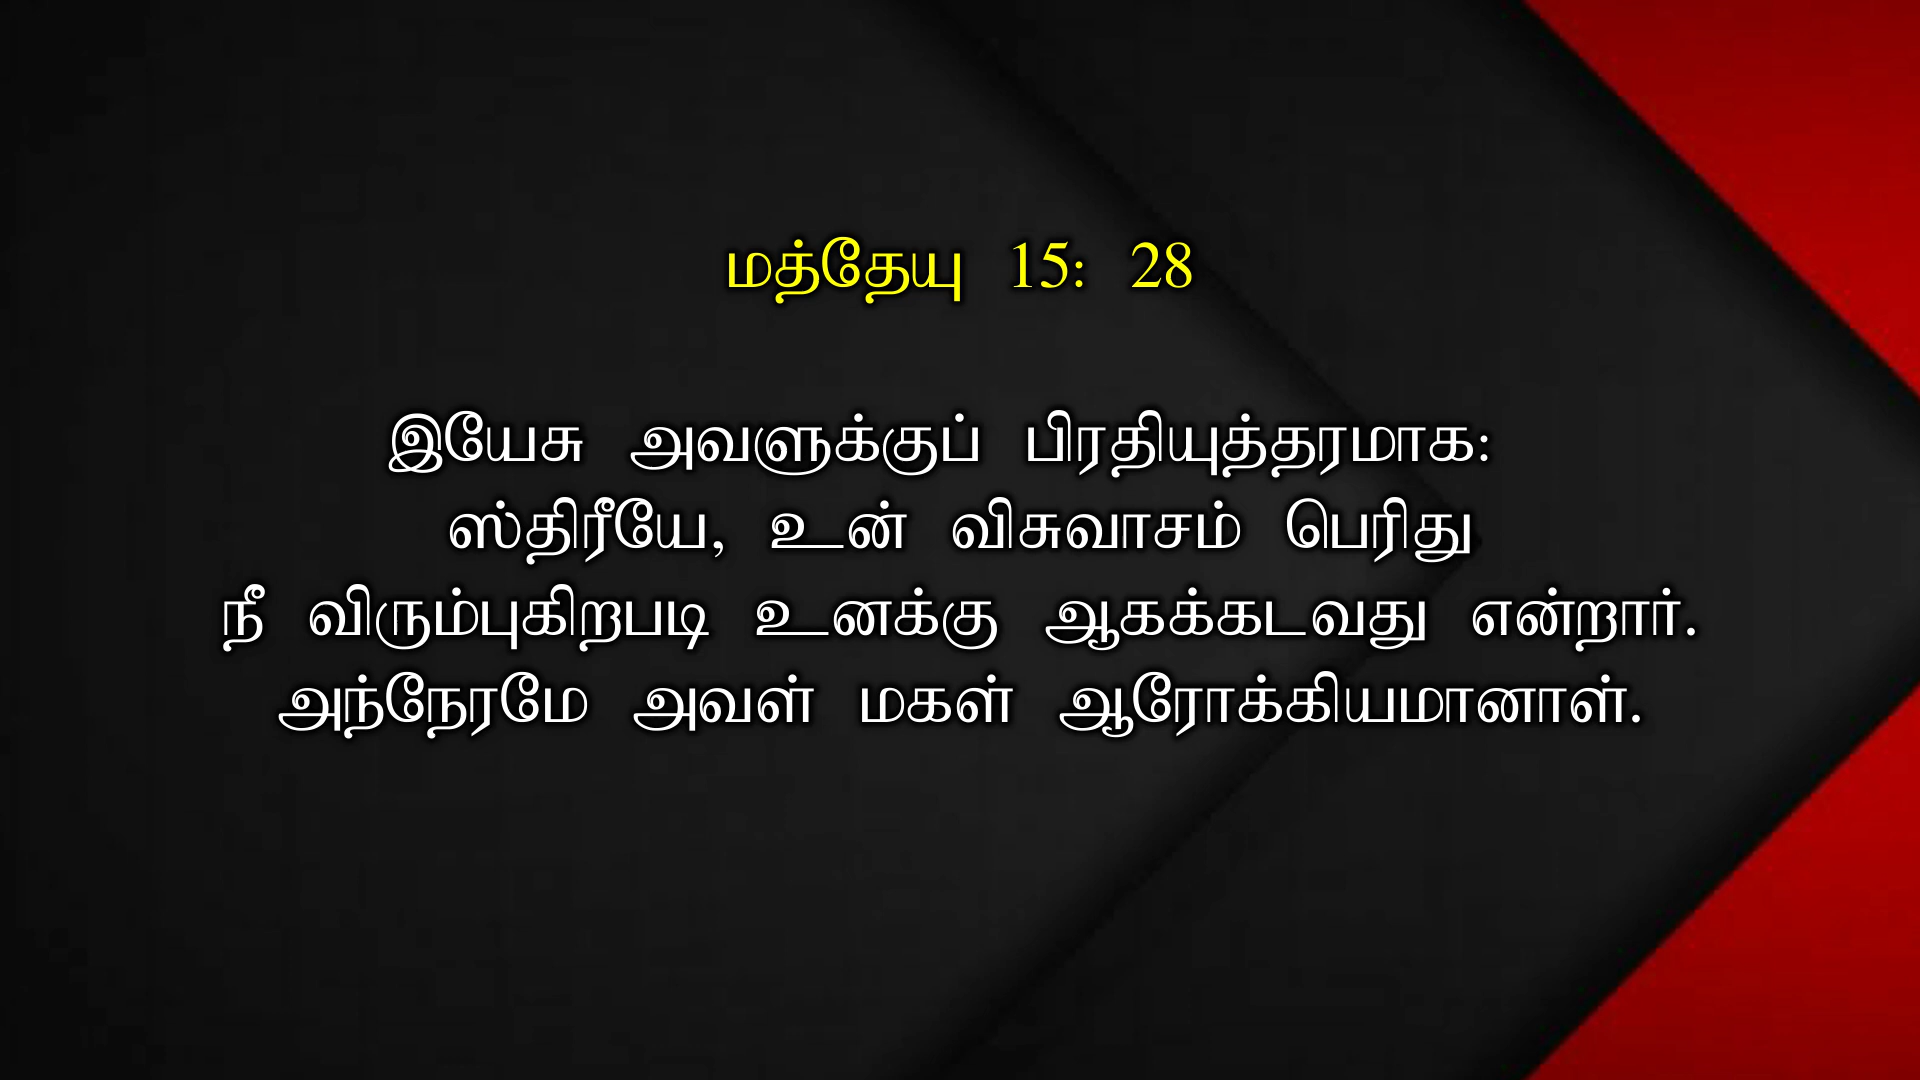 மத்தேயு 15: 28
இயேசு அவளுக்குப் பிரதியுத்தரமாக:
ஸ்திரீயே, உன் விசுவாசம் பெரிது
நீ விரும்புகிறபடி உனக்கு ஆகக்கடவது என்றார்.
அந்நேரமே அவள் மகள் ஆரோக்கியமானாள்.